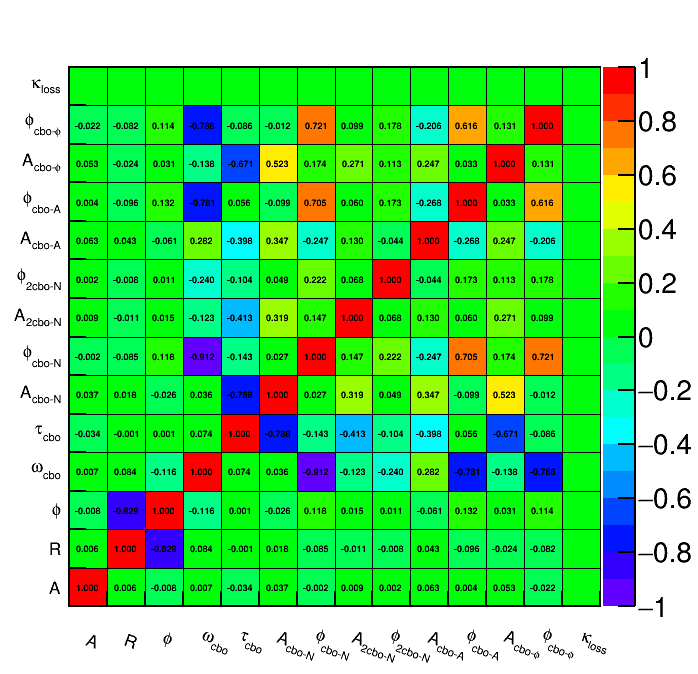 κloss
φcbo-φ -0.022 -0.082 0.114 -0.786 -0.086 -0.012 0.721 0.099 0.178 -0.206 0.616 0.131 1.000
Acbo-φ 0.053 -0.024 0.031 -0.138 -0.671 0.523 0.174 0.271 0.113 0.247 0.033 1.000 0.131
φcbo-A 0.004 -0.096 0.132 -0.781 0.056 -0.099 0.705 0.060 0.173 -0.268 1.000 0.033 0.616
Acbo-A 0.063 0.043 -0.061 0.282 -0.398 0.347 -0.247 0.130 -0.044 1.000 -0.268 0.247 -0.206
φ2cbo-N 0.002 -0.008 0.011 -0.240 -0.104 0.049 0.222 0.068 1.000 -0.044 0.173 0.113 0.178
A2cbo-N 0.009 -0.011 0.015 -0.123 -0.413 0.319 0.147 1.000 0.068 0.130 0.060 0.271 0.099
φcbo-N -0.002 -0.085 0.118 -0.912 -0.143 0.027 1.000 0.147 0.222 -0.247 0.705 0.174 0.721
Acbo-N 0.037 0.018 -0.026 0.036 -0.788 1.000 0.027 0.319 0.049 0.347 -0.099 0.523 -0.012
τcbo -0.034 -0.001 0.001 0.074 1.000 -0.788 -0.143 -0.413 -0.104 -0.398 0.056 -0.671 -0.086
ωcbo 0.007 0.084 -0.116 1.000 0.074 0.036 -0.912 -0.123 -0.240 0.282 -0.781 -0.138 -0.786
φ -0.008 -0.829 1.000 -0.116 0.001 -0.026 0.118 0.015 0.011 -0.061 0.132 0.031 0.114
R 0.006 1.000 -0.829 0.084 -0.001 0.018 -0.085 -0.011 -0.008 0.043 -0.096 -0.024 -0.082
A 1.000 0.006 -0.008 0.007 -0.034 0.037 -0.002 0.009 0.002 0.063 0.004 0.053 -0.022
A R φ ωcbo τcbo Acbo-N φcbo-N A2cbo-N φ2cbo-N Acbo-A φcbo-A Acbo-φ φcbo-φ κloss
1
0.8
0.6
0.4
0.2
0
−0.2
−0.4
−0.6
−0.8
−1